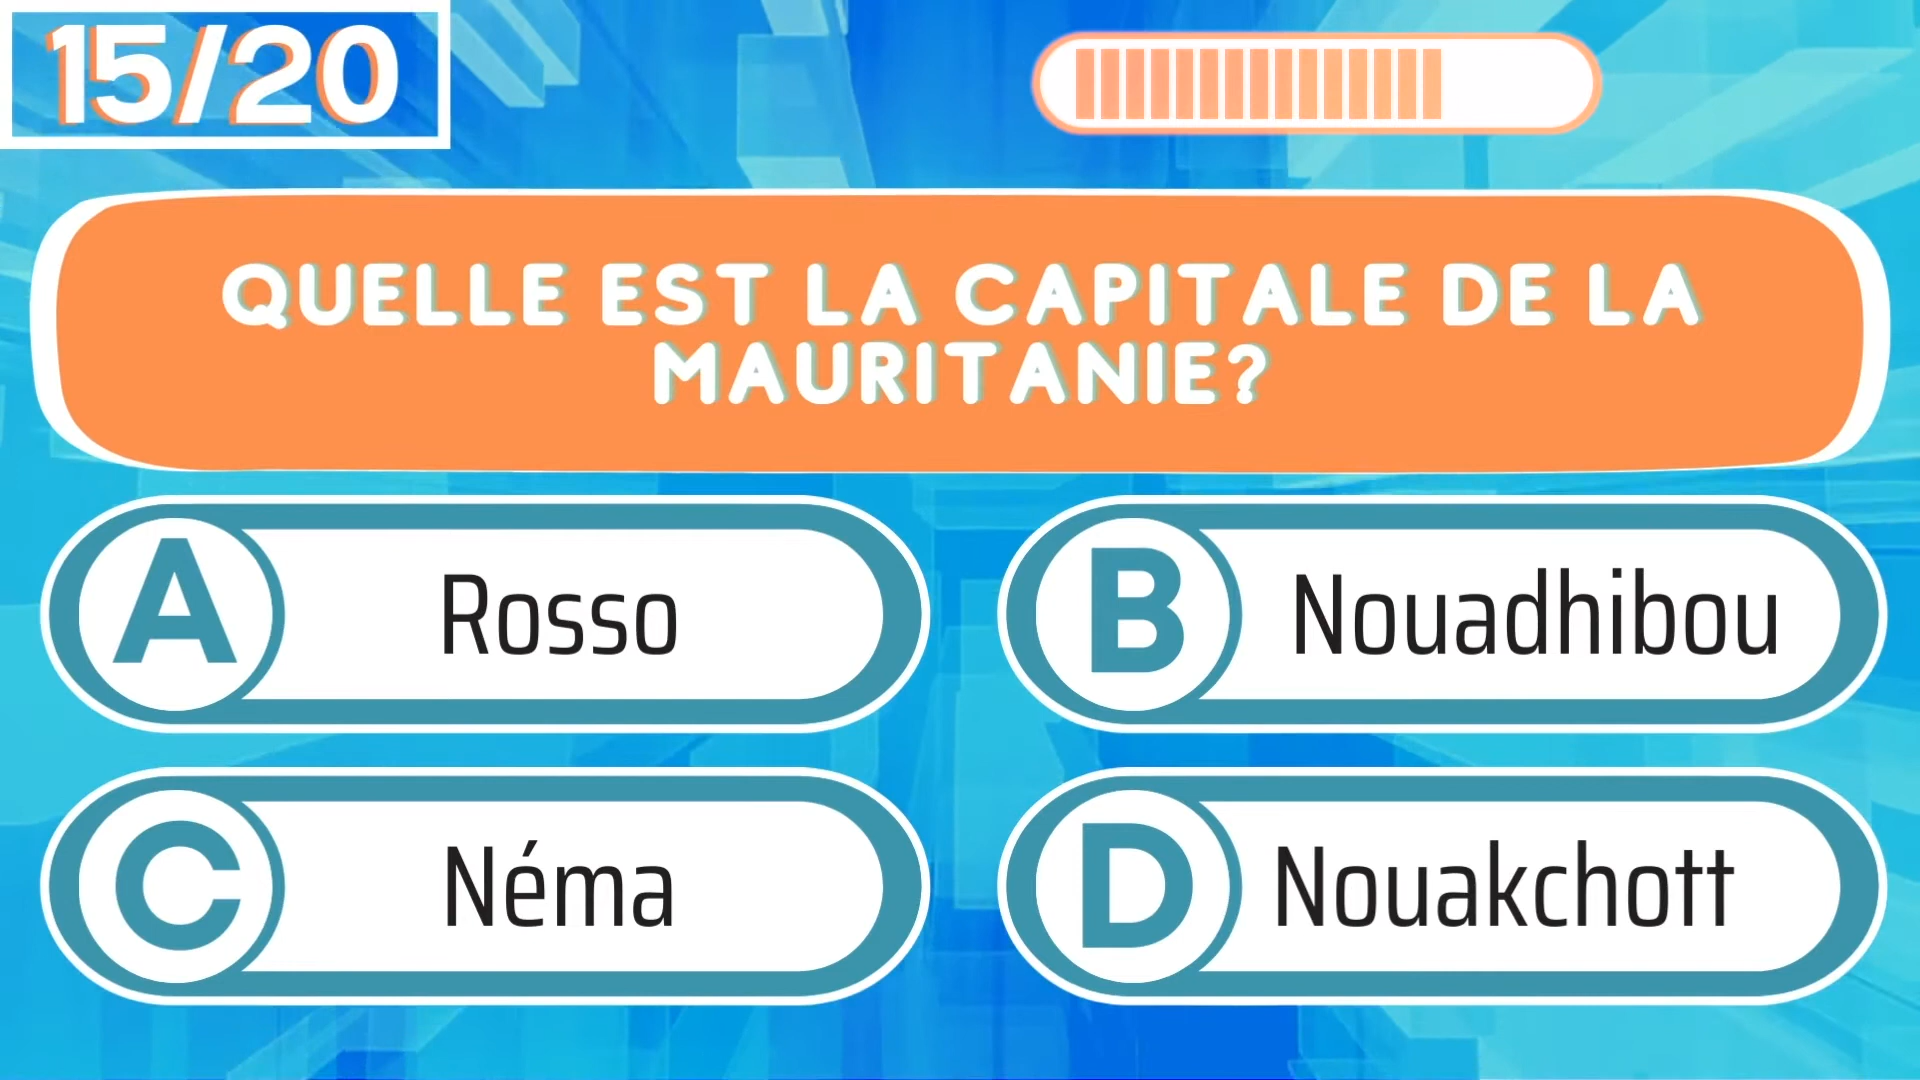 15/20
QUELLE EST LA CAPITALE DE LA
MAURITANIE?
A Rosso
B Nouadhibou
C Néma
D Nouakchott